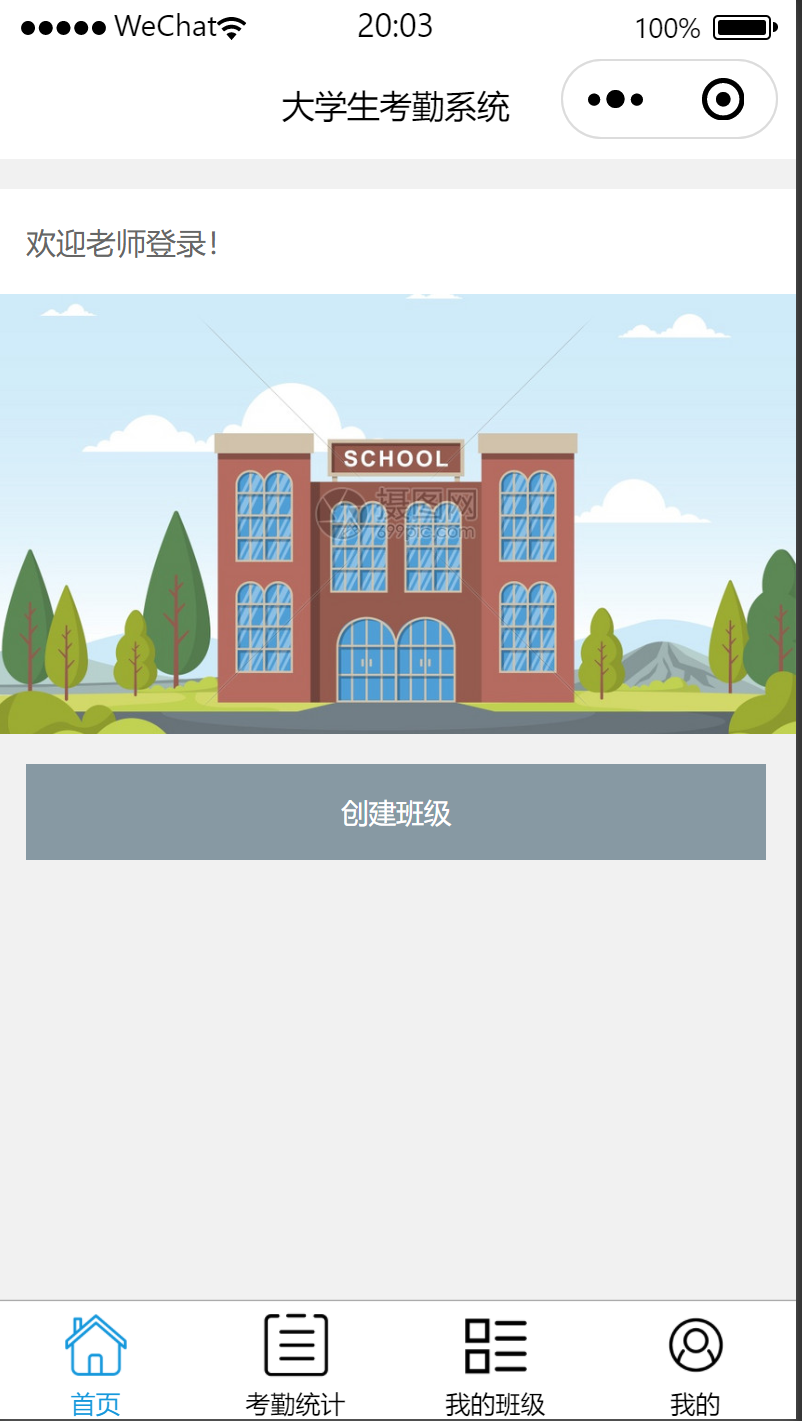 WeChat
20:03
100%
大学生考勤系统
欢迎老师登录！
SCHOOL
摄图网
699pic.com
创建班级
首页
考勤统计
我的班级
我的